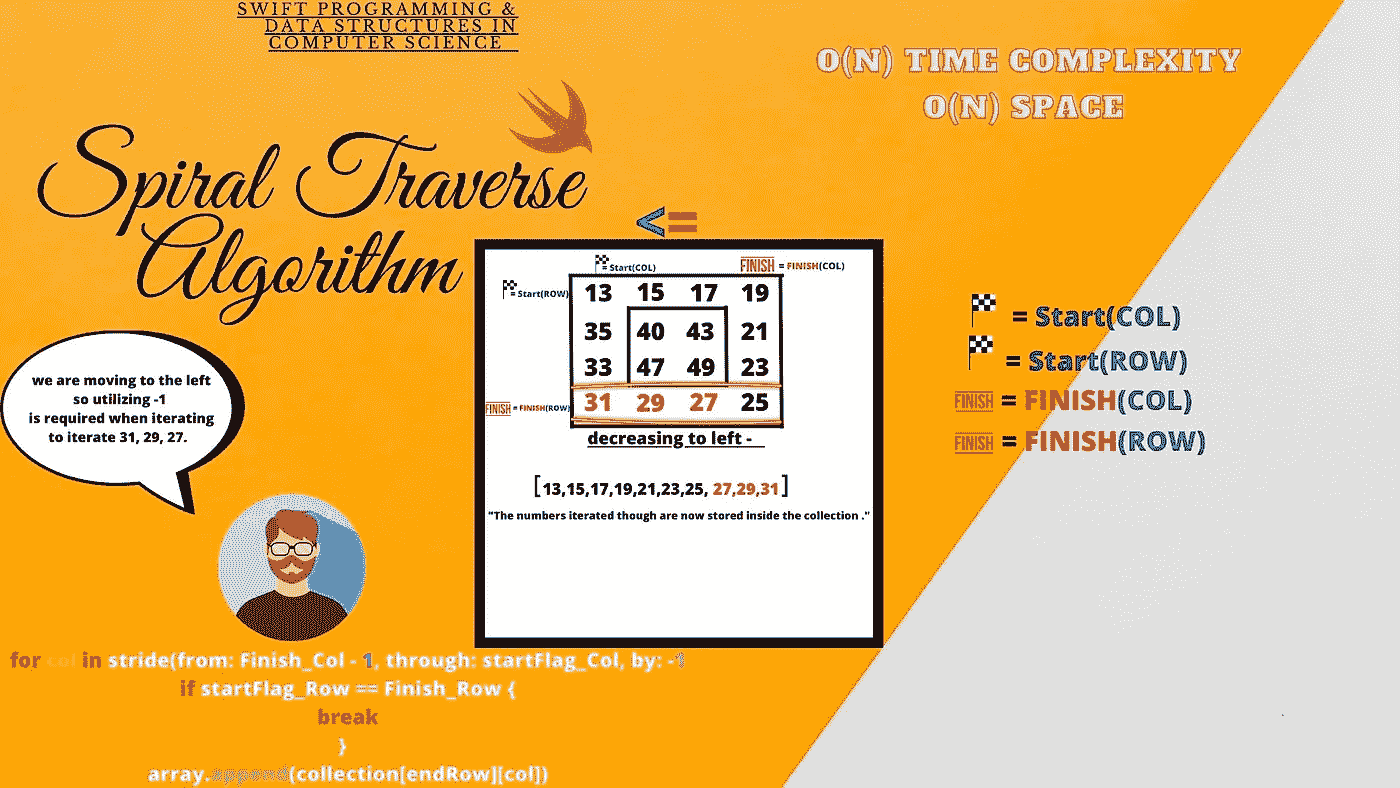 SWIFT PROGRAMMING &
DATA STRUCTURES IN
COMPUTER SCIENCE
O(N) TIME COMPLEXITY
O(N) SPACE
Spiral Traverse
Algorithm
<=
= Start(COL)
FINISH = FINISH(COL)
= Start(ROW)
13 15 17 19
35 40 43 21
33 47 49 23
FINISH = FINISH(ROW)
31 29 27 25
decreasing to left -
[13,15,17,19,21,23,25, 27,29,31]
"The numbers iterated though are now stored inside the collection ."
= Start(COL)
= Start(ROW)
FINISH = FINISH(COL)
FINISH = FINISH(ROW)
we are moving to the left
so utilizing -1
is required when iterating
to iterate 31, 29, 27.
for col in stride(from: Finish_Col - 1, through: startFlag_Col, by: -1
if startFlag_Row == Finish_Row {
break
}
array.append(collection[endRow][col])